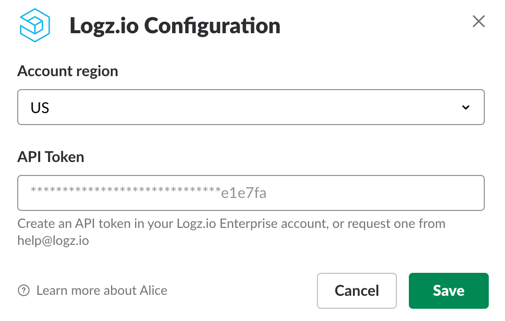 Logz.io Configuration
Account region
US
API Token
******************************e1e7fa
Create an API token in your Logz.io Enterprise account, or request one from
help@logz.io
Learn more about Alice
Cancel
Save